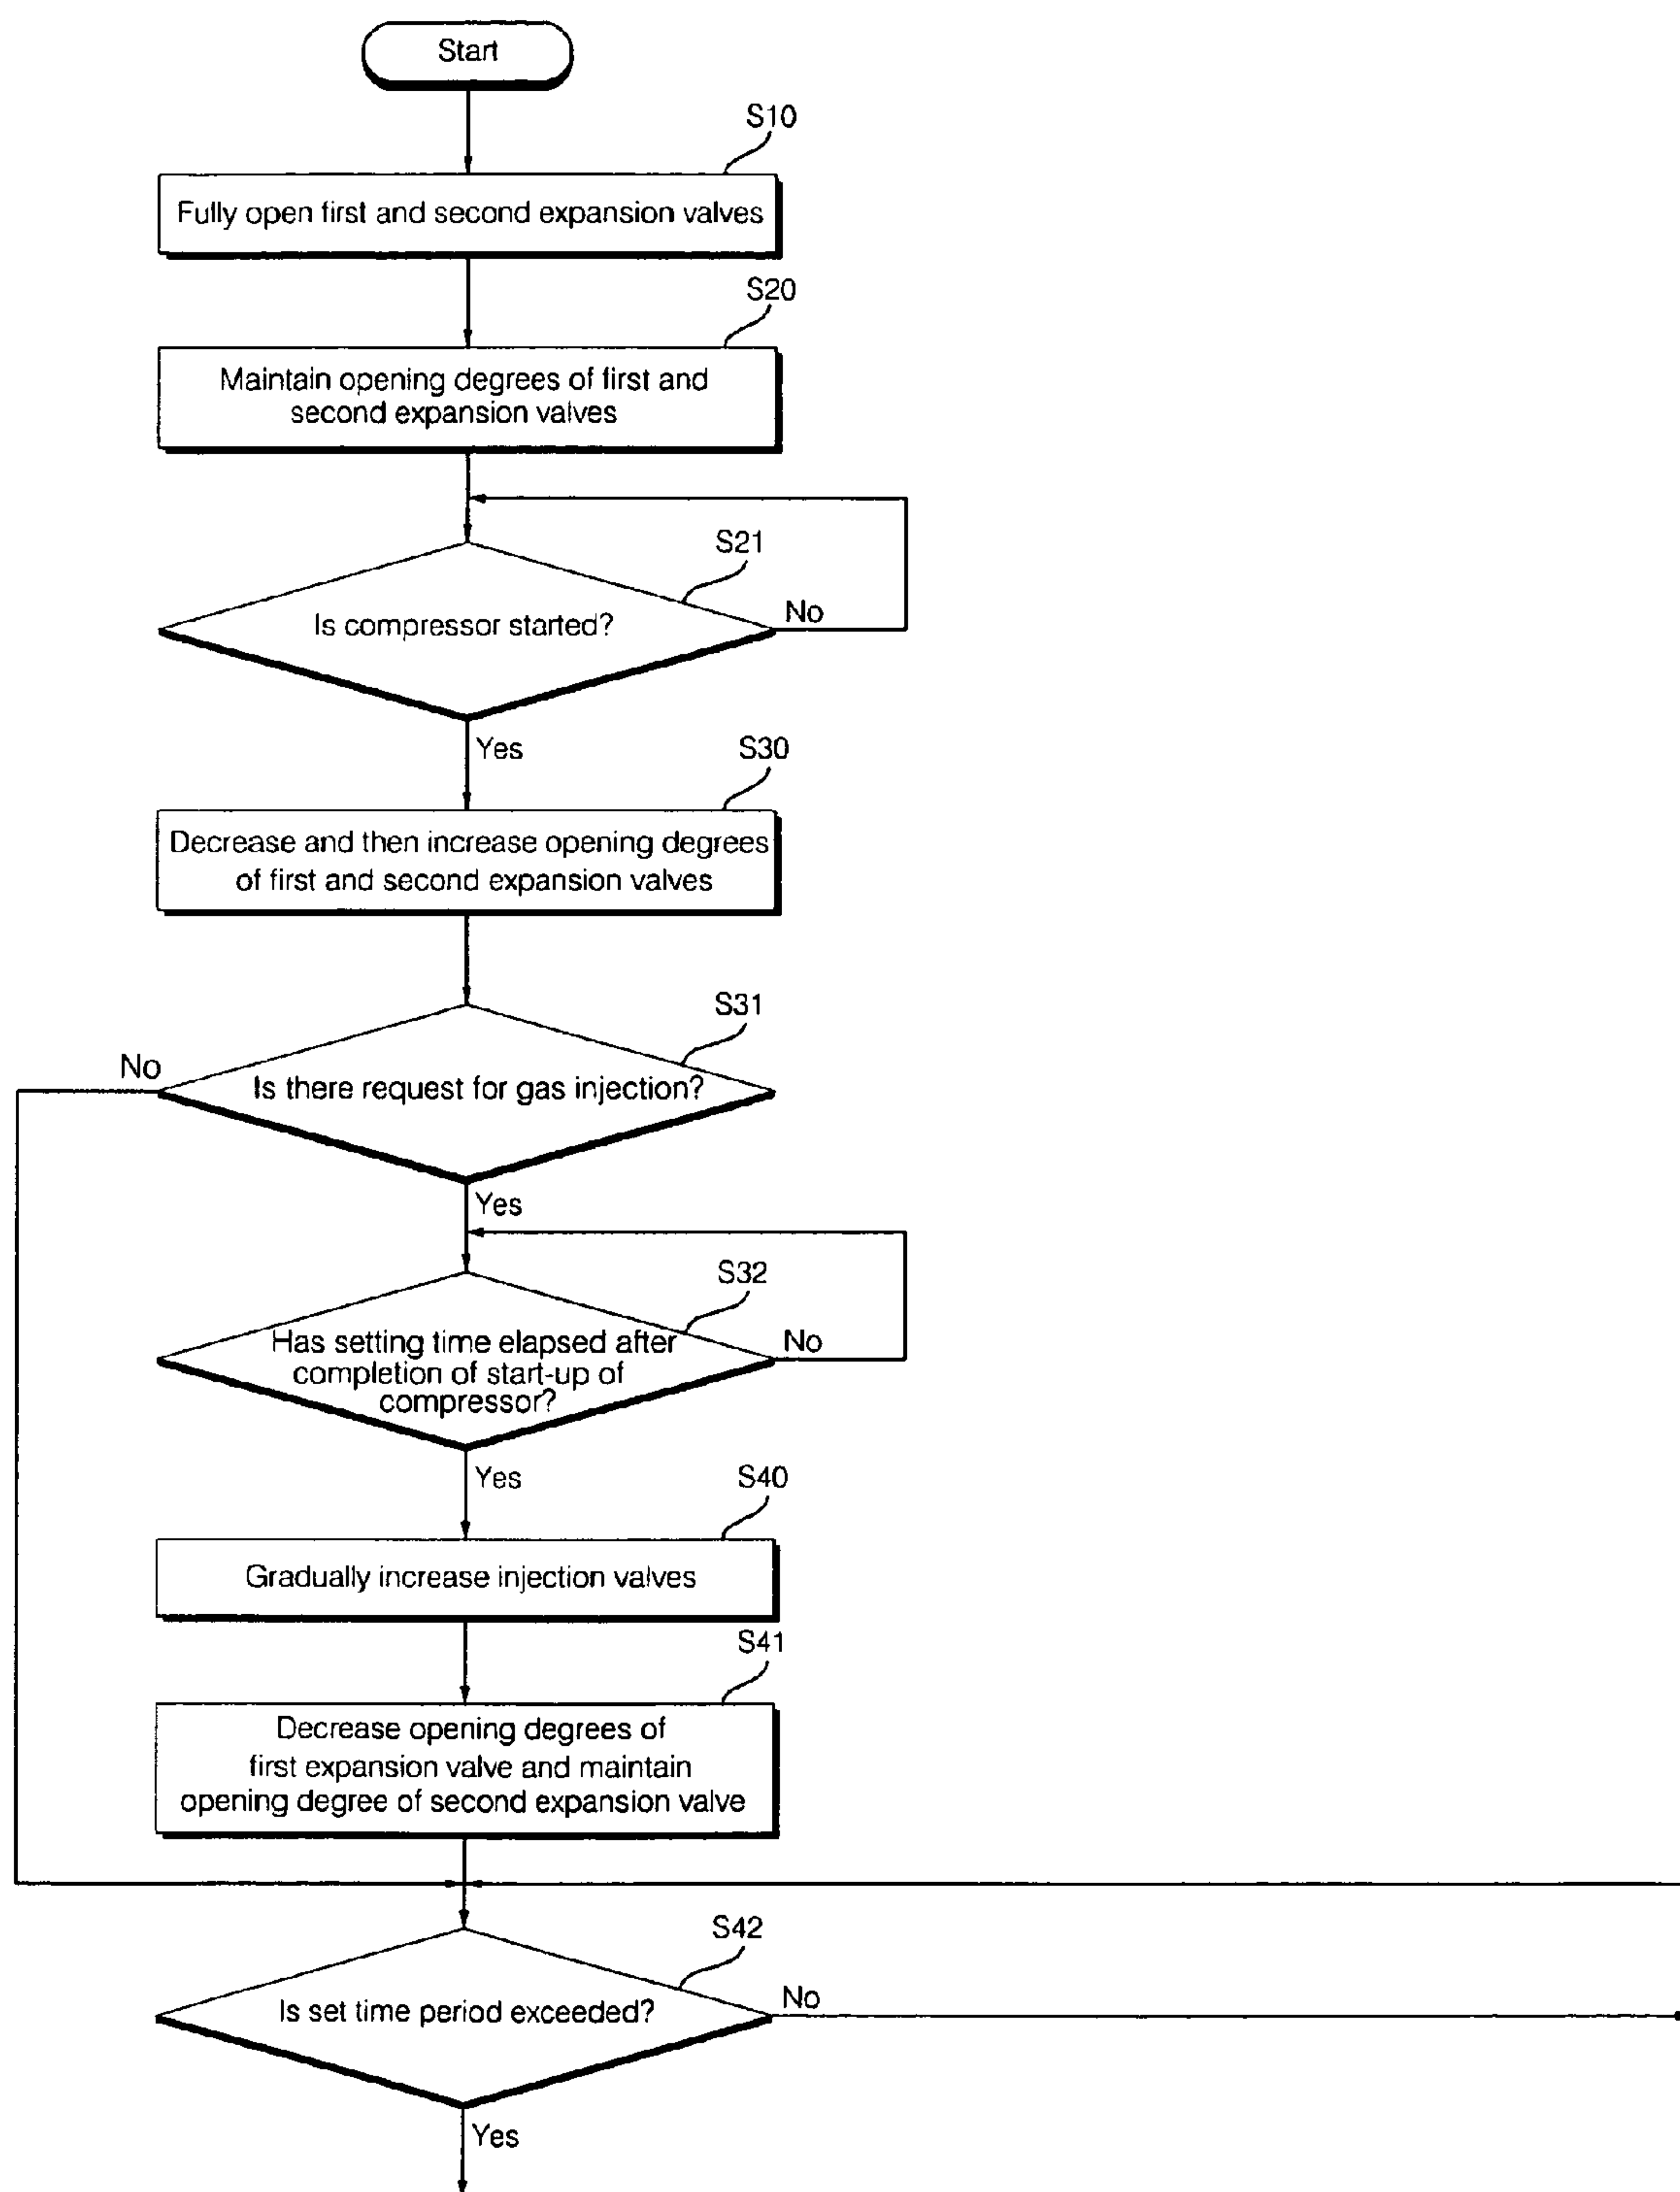 Start
S10
Fully open first and second expansion valves
S20
Maintain opening degrees of first and
second expansion valves
S21
Is compressor started?
No
Yes
S30
Decrease and then increase opening degrees
of first and second expansion valves
S31
No
Is there request for gas injection?
Yes
S32
Has setting time elapsed after
completion of start-up of
compressor?
No
Yes
S40
Gradually increase injection valves
S41
Decrease opening degrees of
first expansion valve and maintain
opening degree of second expansion valve
S42
Is set time period exceeded?
No
Yes